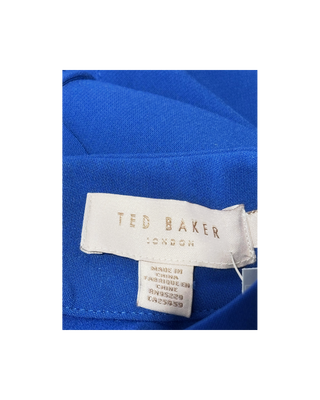 TED BAKER
LONDON
MADE IN
CHINA
FABRIQUE EN
CHINE